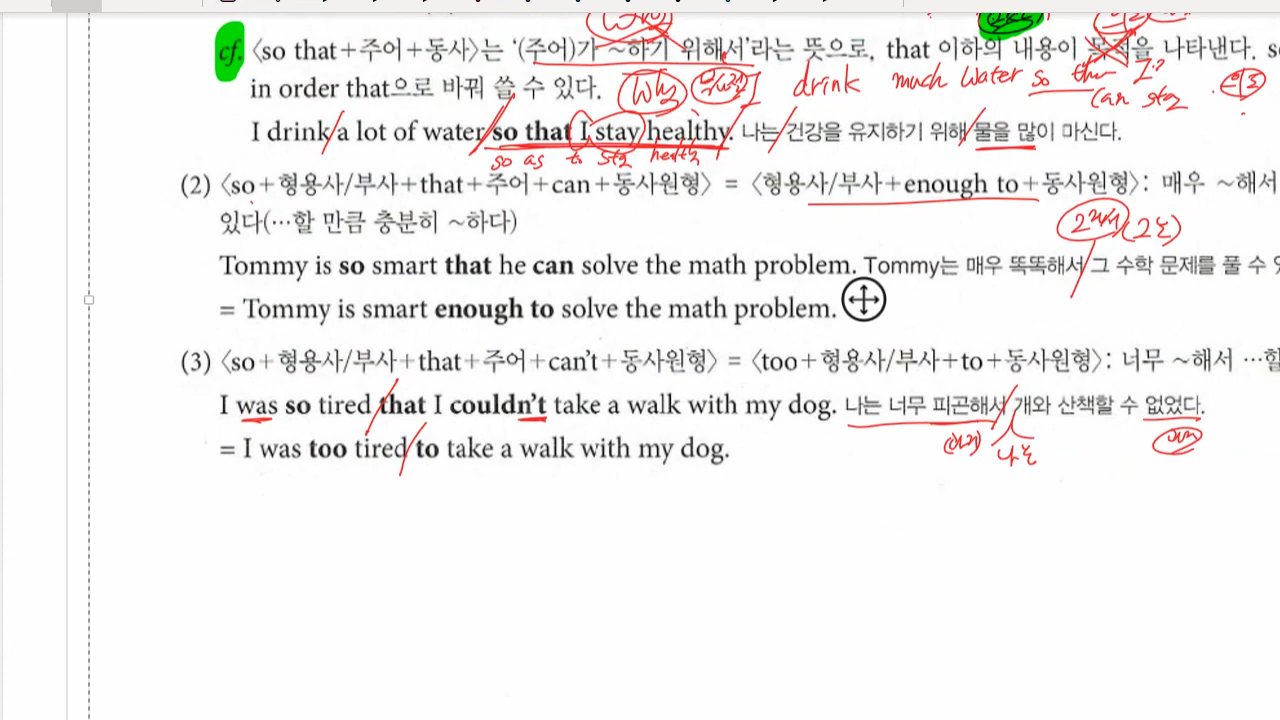 Why
cf. 〈so that+주어+동사〉는 '(주어)가 ~하기 위해서'라는 뜻으로, that 이하의 내용이 목적을 나타낸다. s
in order that으로 바꿔 쓸 수 있다. Why I drink much water so that I can stay
I drink a lot of water so that I stay healthy. 나는 건강을 유지하기 위해 물을 많이 마신다.
so as to stay
(2) 〈so+형용사/부사+that+주어+can+동사원형〉 = 〈형용사/부사+enough to+동사원형〉: 매우 ~해서
있다(…할 만큼 충분히 ~하다)
Tommy is so smart that he can solve the math problem. Tommy는 매우 똑똑해서 그 수학 문제를 풀 수
= Tommy is smart enough to solve the math problem.
(3) 〈so+형용사/부사+that+주어+can't+동사원형〉 = 〈too+형용사/부사+to+동사원형〉: 너무 ~해서 …할
I was so tired that I couldn't take a walk with my dog. 나는 너무 피곤해서 개와 산책할 수 없었다.
나는
= I was too tired to take a walk with my dog.